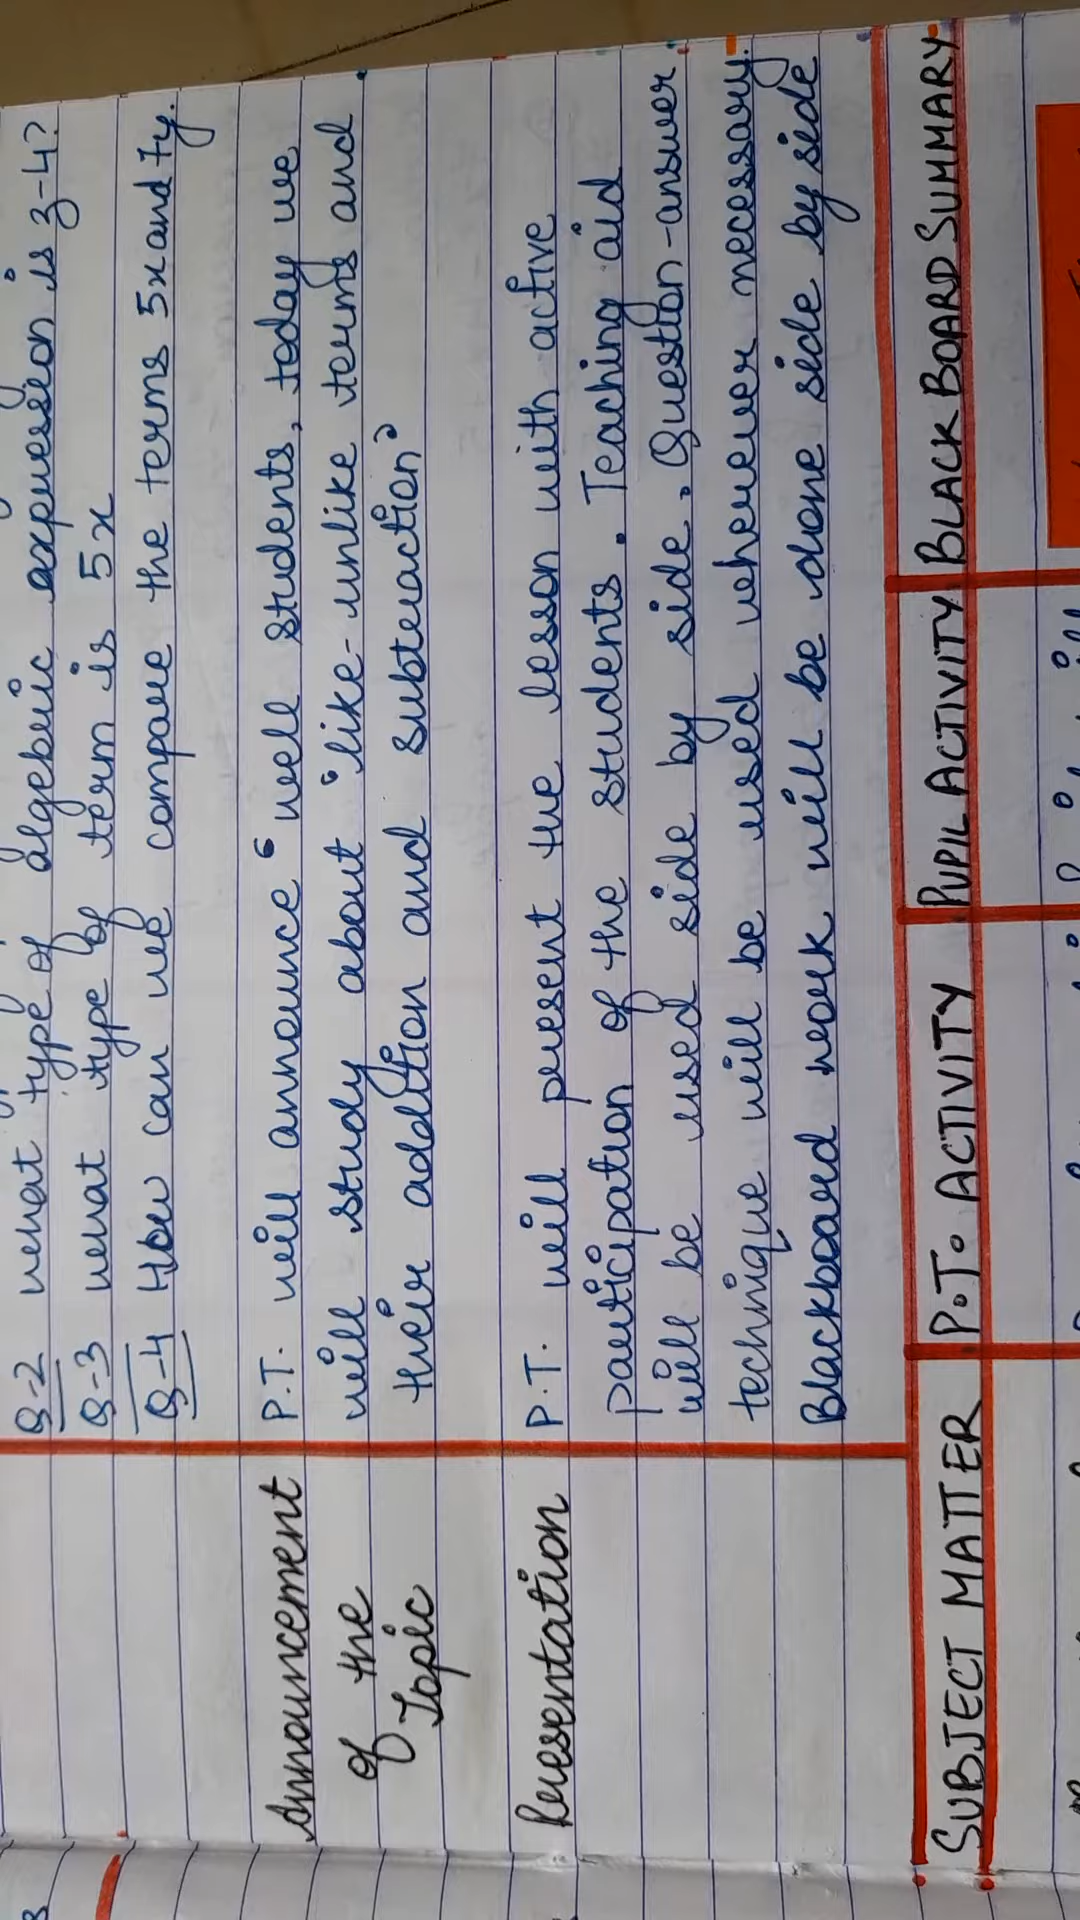 Q-2 what type of algebric expression is z-4?
Q-3 what type of term is 5x
Q-4 How can we compare the terms 5x and 7y.
Announcement of the Topic
P.T. will announce “well students, today we
will study about “like-unlike terms and
their addtion and subtraction”
Presentation
P.T. will present the lesson with active
participation of the students. Teaching aid
will be used side by side. Question-answer
technique will be used wherever necessary.
Blackboard work will be done side by side
SUBJECT MATTER P.T. ACTIVITY PUPIL ACTIVITY BLACK BOARD SUMMARY